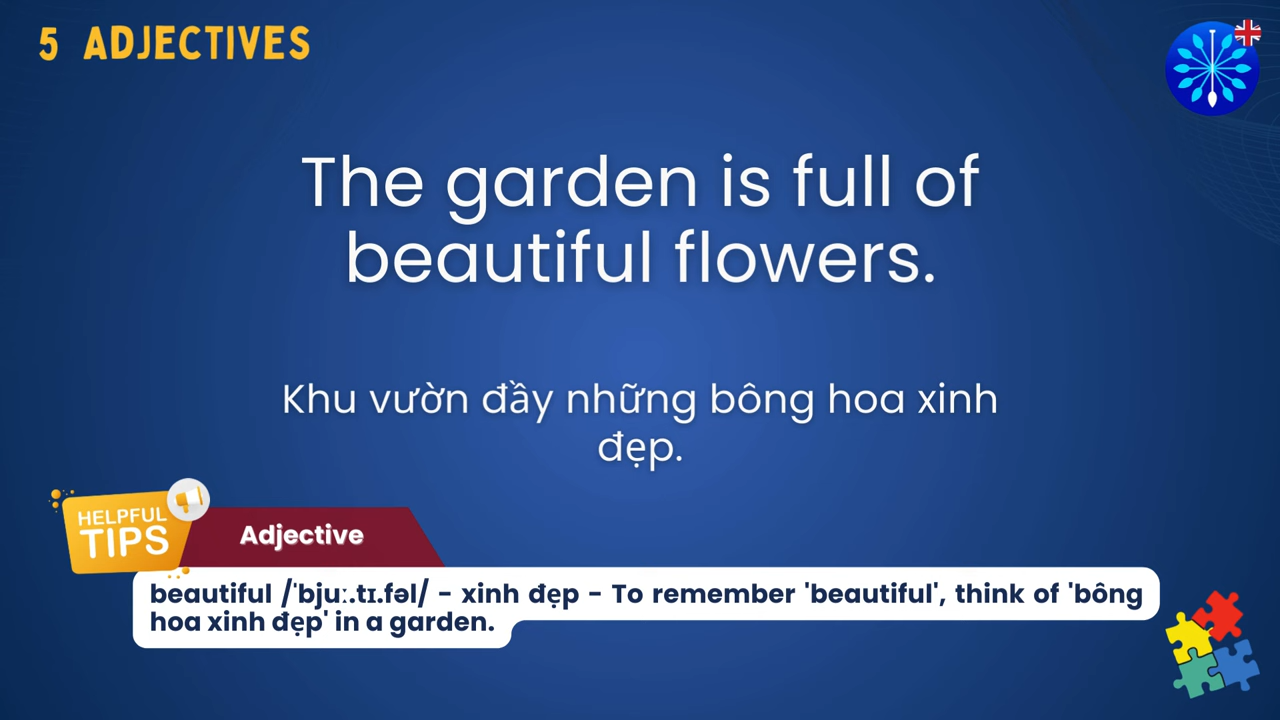 5 ADJECTIVES
The garden is full of
beautiful flowers.
Khu vườn đầy những bông hoa xinh
đẹp.
HELPFUL
TIPS
Adjective
beautiful /ˈbjuː.tɪ.fəl/ - xinh đẹp - To remember 'beautiful', think of 'bông
hoa xinh đẹp' in a garden.